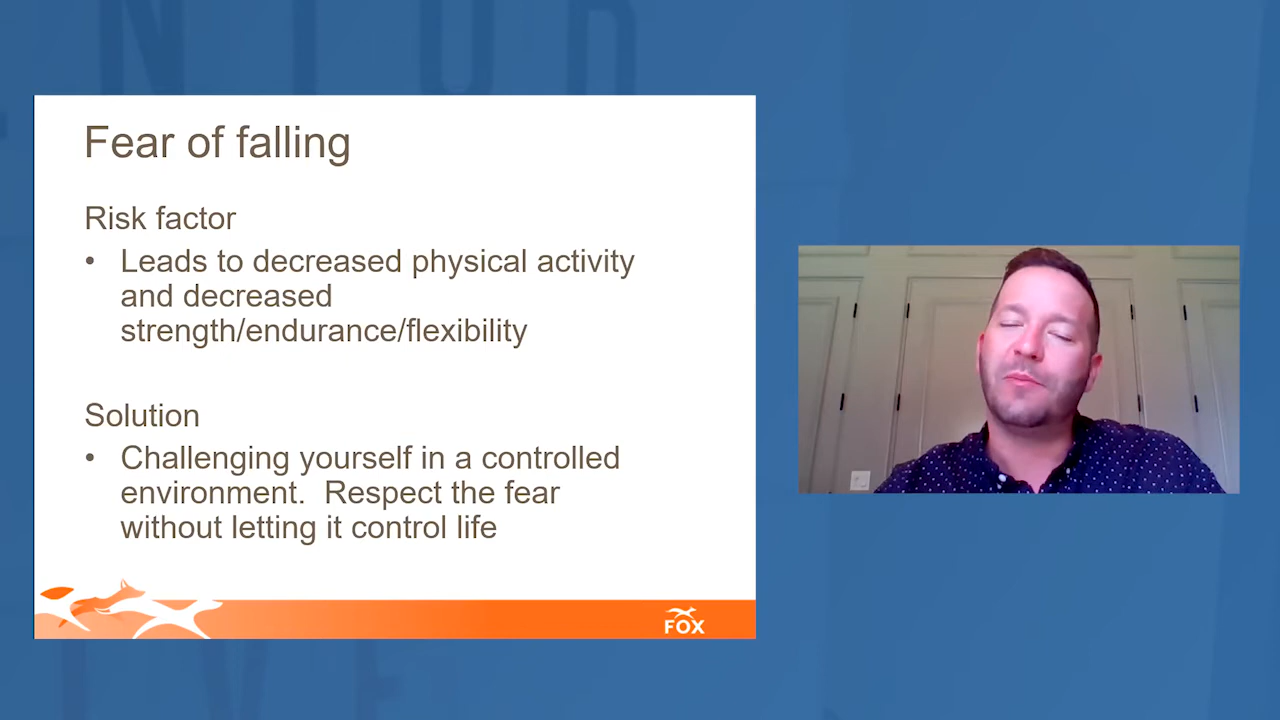 Fear of falling
Risk factor
• Leads to decreased physical activity
and decreased
strength/endurance/flexibility
Solution
• Challenging yourself in a controlled
environment.  Respect the fear
without letting it control life
FOX